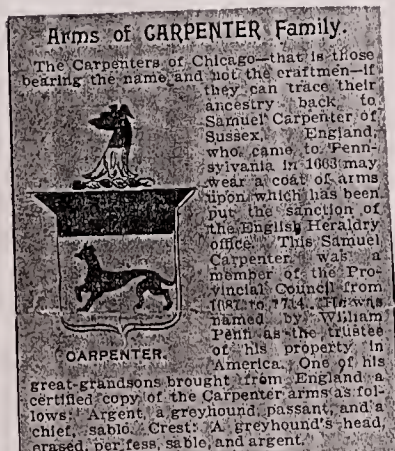 Arms of CARPENTER Family.
The Carpenters of Chicago—that is those
bearing the name and not the craftmen—if
they can trace their
ancestry back to
Samuel Carpenter of
Sussex, England,
who came to Penn-
sylvania in 1663 may
wear a coat of arms
upon which has been
put the sanction of
the English Heraldry
office. This Samuel
Carpenter was a
member of the Pro-
vincial Council from
1687 to 1714. He was
named by William
Penn as the trustee
of his property in
America. One of his
CARPENTER.
great-grandsons brought from England a
certified copy of the Carpenter arms as fol-
lows: "Argent, a greyhound, passant, and a
chief, sable. Crest: A greyhound's head,
erased, per fess, sable, and argent."